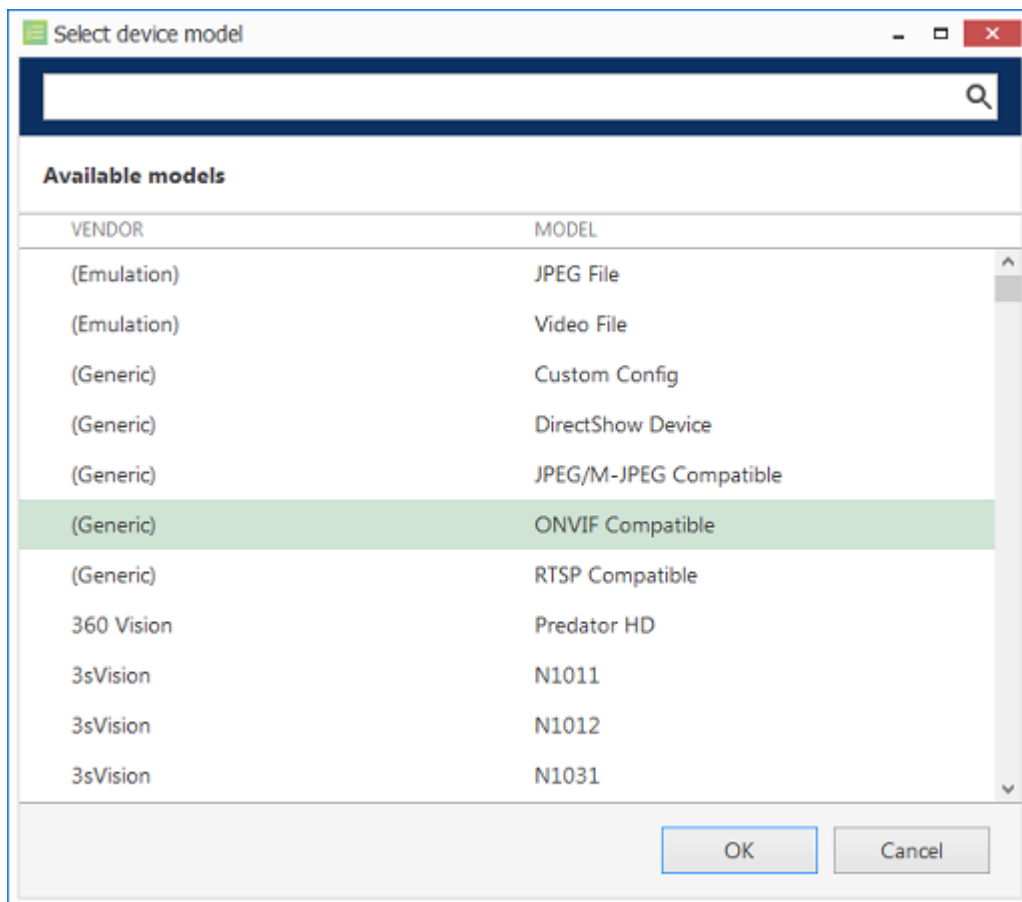 Select device model
Available models
VENDOR MODEL
(Emulation) JPEG File
(Emulation) Video File
(Generic) Custom Config
(Generic) DirectShow Device
(Generic) JPEG/M-JPEG Compatible
(Generic) ONVIF Compatible
(Generic) RTSP Compatible
360 Vision Predator HD
3sVision N1011
3sVision N1012
3sVision N1031
OK Cancel